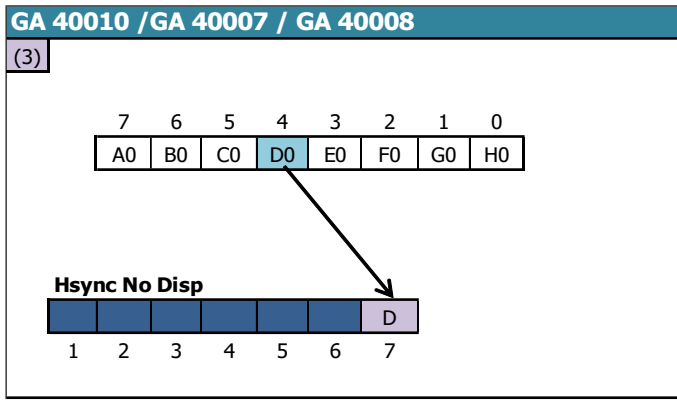 GA 40010 /GA 40007 / GA 40008
(3)
7 6 5 4 3 2 1 0
A0 B0 C0 D0 E0 F0 G0 H0
Hsync No Disp
D
1 2 3 4 5 6 7